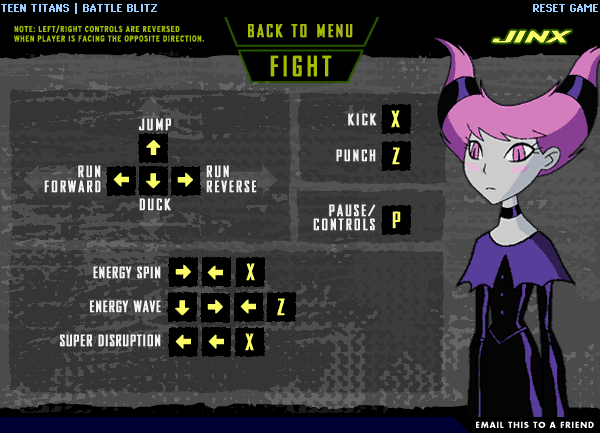 TEEN TITANS | BATTLE BLITZ
RESET GAME
NOTE: LEFT/RIGHT CONTROLS ARE REVERSED
WHEN PLAYER IS FACING THE OPPOSITE DIRECTION.
BACK TO MENU
FIGHT
JINX
JUMP
RUN FORWARD
RUN REVERSE
DUCK
KICK X
PUNCH Z
PAUSE/
CONTROLS P
ENERGY SPIN → ← X
ENERGY WAVE ↓ → ← Z
SUPER DISRUPTION ← ← X
EMAIL THIS TO A FRIEND